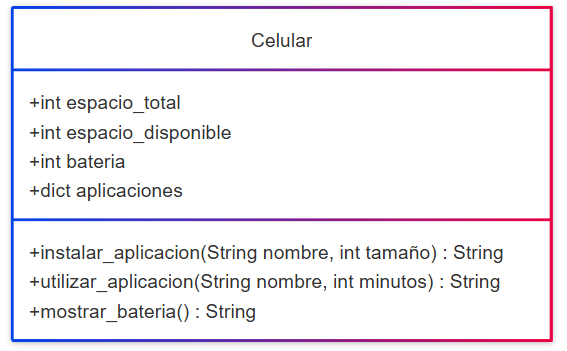 Celular
+int espacio_total
+int espacio_disponible
+int bateria
+dict aplicaciones
+instalar_aplicacion(String nombre, int tamaño) : String
+utilizar_aplicacion(String nombre, int minutos) : String
+mostrar_bateria() : String